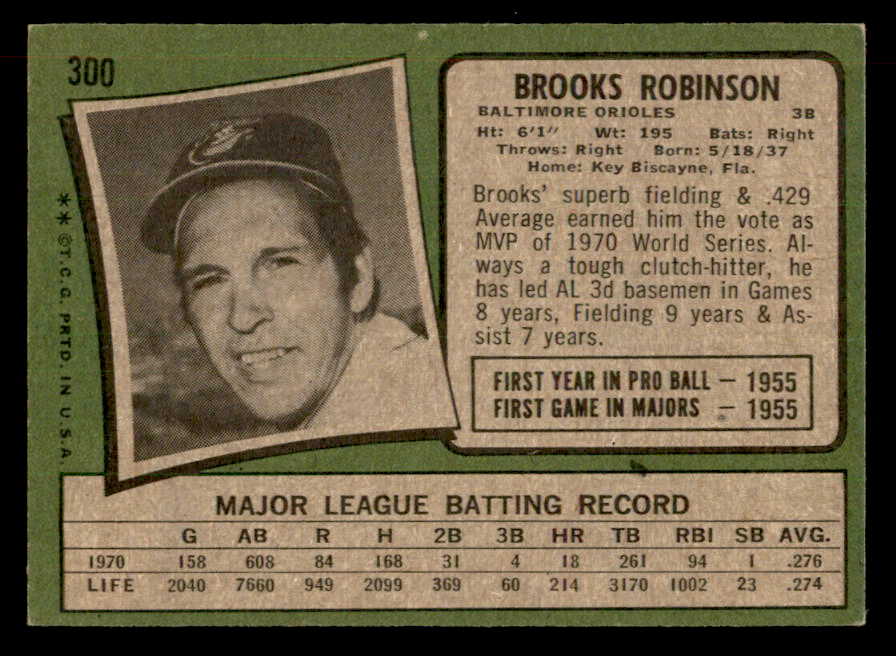 300
** ©T.C.G. PRTD. IN U.S.A.
BROOKS ROBINSON
BALTIMORE ORIOLES 3B
Ht: 6'1" Wt: 195 Bats: Right
Throws: Right Born: 5/18/37
Home: Key Biscayne, Fla.
Brooks' superb fielding & .429
Average earned him the vote as
MVP of 1970 World Series. Al-
ways a tough clutch-hitter, he
has led AL 3d basemen in Games
8 years, Fielding 9 years & As-
sist 7 years.
FIRST YEAR IN PRO BALL — 1955
FIRST GAME IN MAJORS — 1955
MAJOR LEAGUE BATTING RECORD
G AB R H 2B 3B HR TB RBI SB AVG.
1970 158 608 84 168 31 4 18 261 94 1 .276
LIFE 2040 7660 949 2099 369 60 214 3170 1002 23 .274